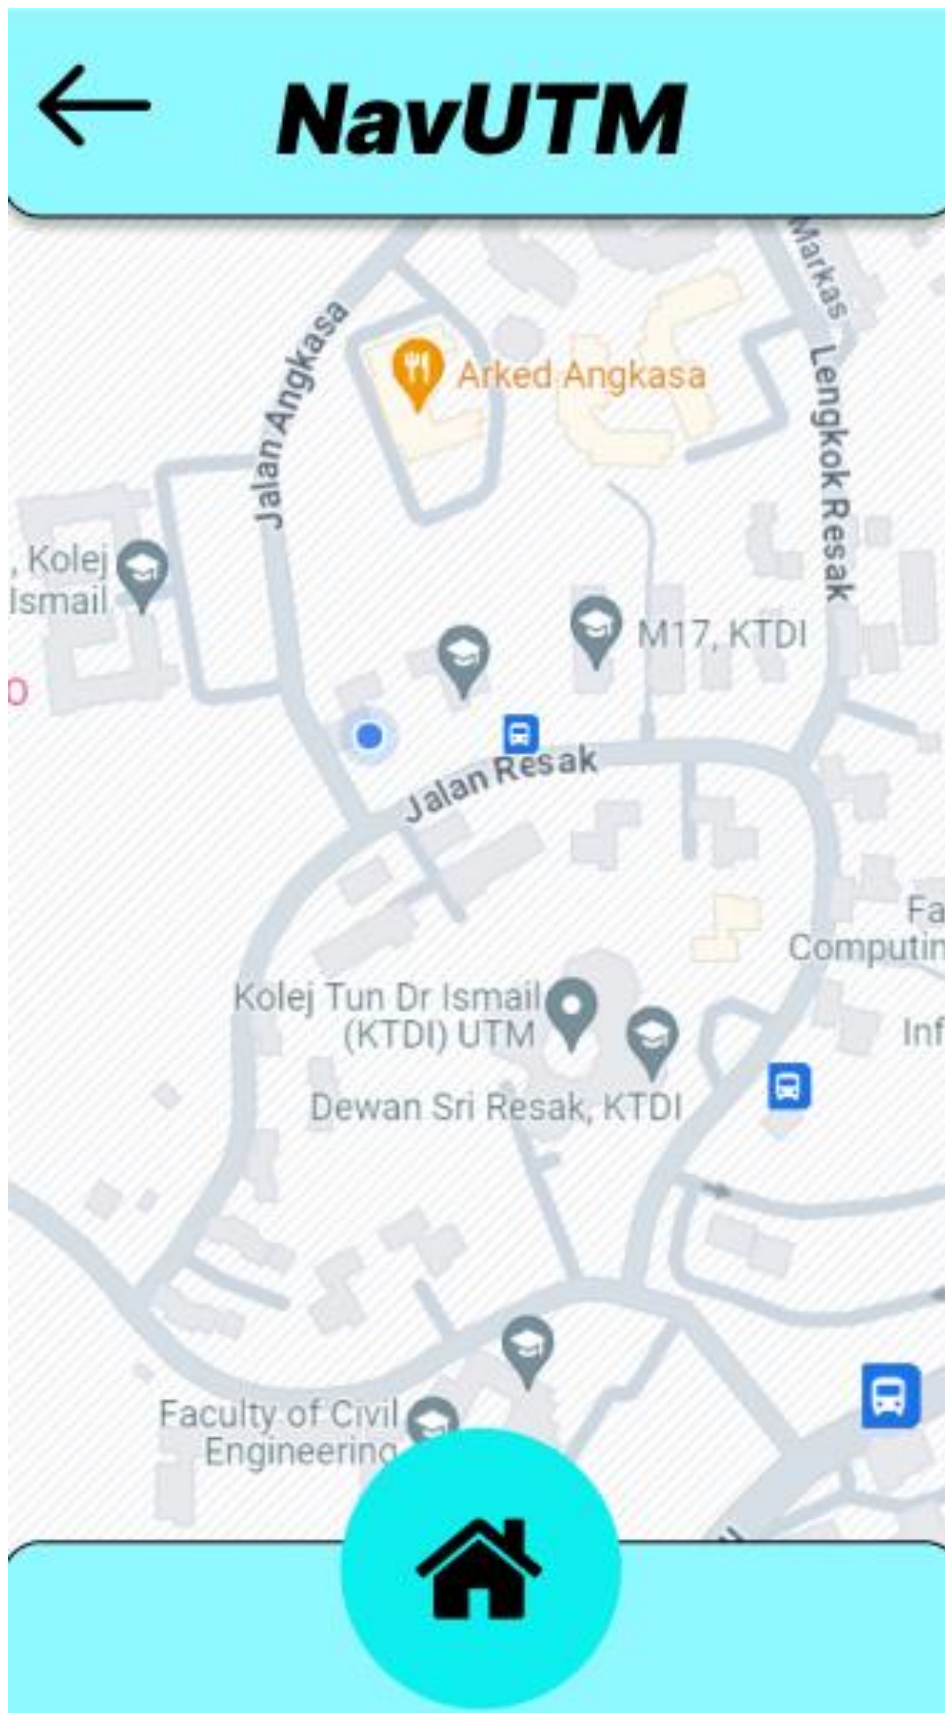 NavUTM
Markas
Jalan Angkasa
Arked Angkasa
Lengkok Resak
, Kolej
Ismail
M17, KTDI
O
Jalan Resak
Fa
Computin
Kolej Tun Dr Ismail
(KTDI) UTM
Inf
Dewan Sri Resak, KTDI
Faculty of Civil
Engineering